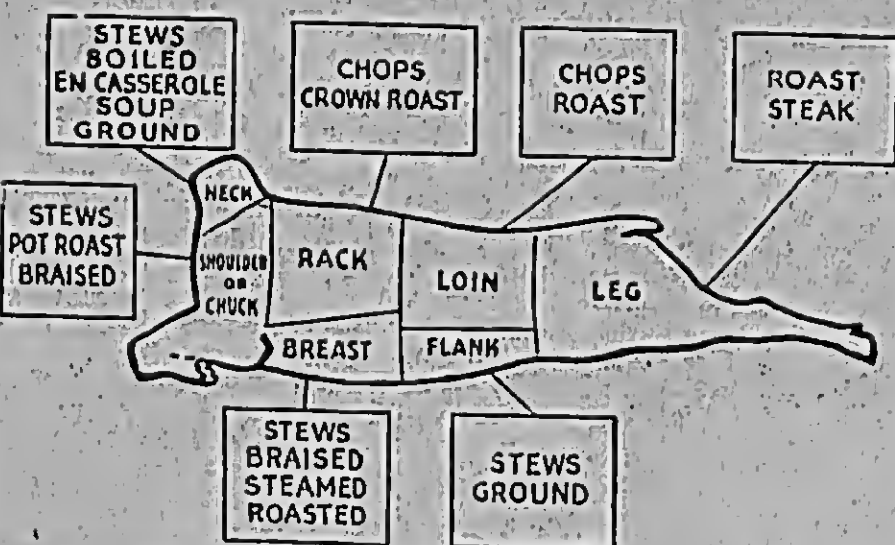 STEWS
BOILED
EN CASSEROLE
SOUP
GROUND
CHOPS
CROWN ROAST
CHOPS
ROAST
ROAST
STEAK
STEWS
POT ROAST
BRAISED
NECK
SHOULDER
OR
CHUCK
RACK
LOIN
LEG
BREAST
FLANK
STEWS
BRAISED
STEAMED
ROASTED
STEWS
GROUND